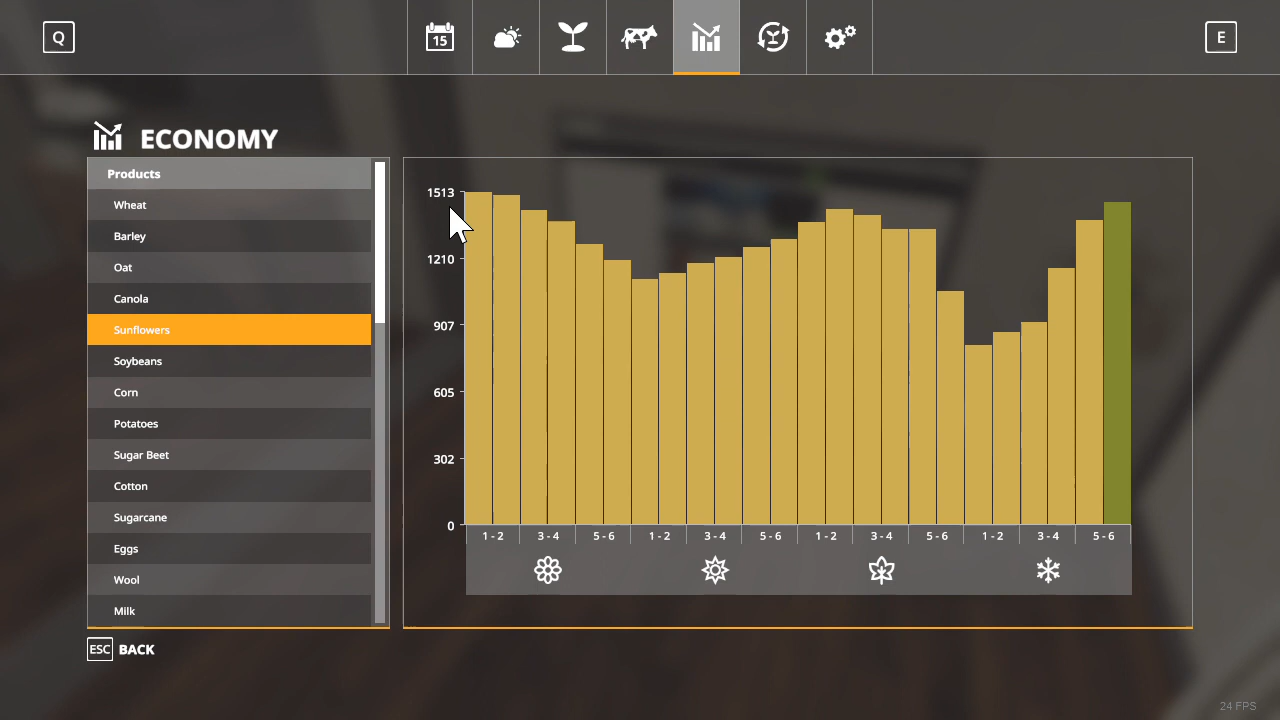 Q
15
E
ECONOMY
Products
Wheat
Barley
Oat
Canola
Sunflowers
Soybeans
Corn
Potatoes
Sugar Beet
Cotton
Sugarcane
Eggs
Wool
Milk
1513
1210
907
605
302
0
1 - 2 3 - 4 5 - 6 1 - 2 3 - 4 5 - 6 1 - 2 3 - 4 5 - 6 1 - 2 3 - 4 5 - 6
ESC BACK
24 FPS